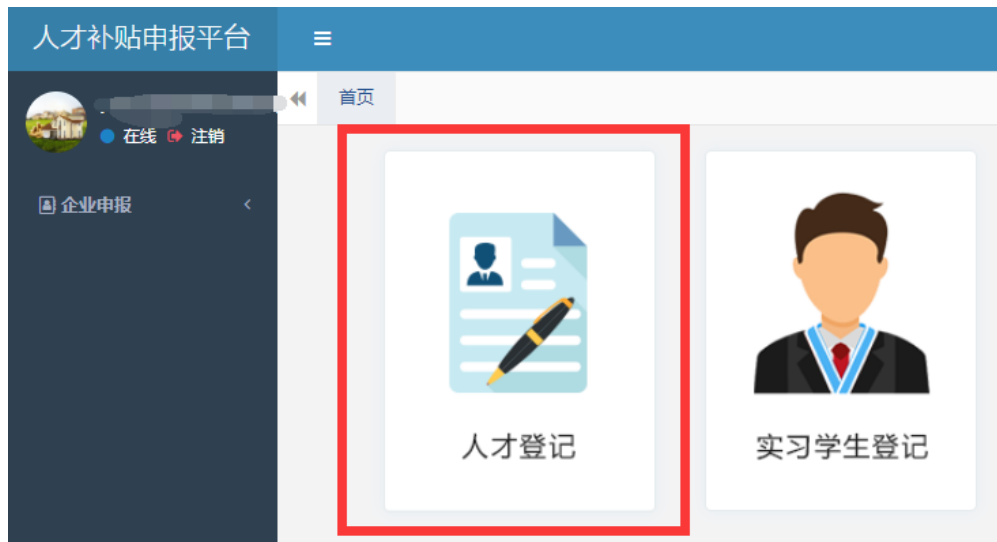 人才补贴申报平台
首页
在线 注销
企业申报
人才登记
实习学生登记